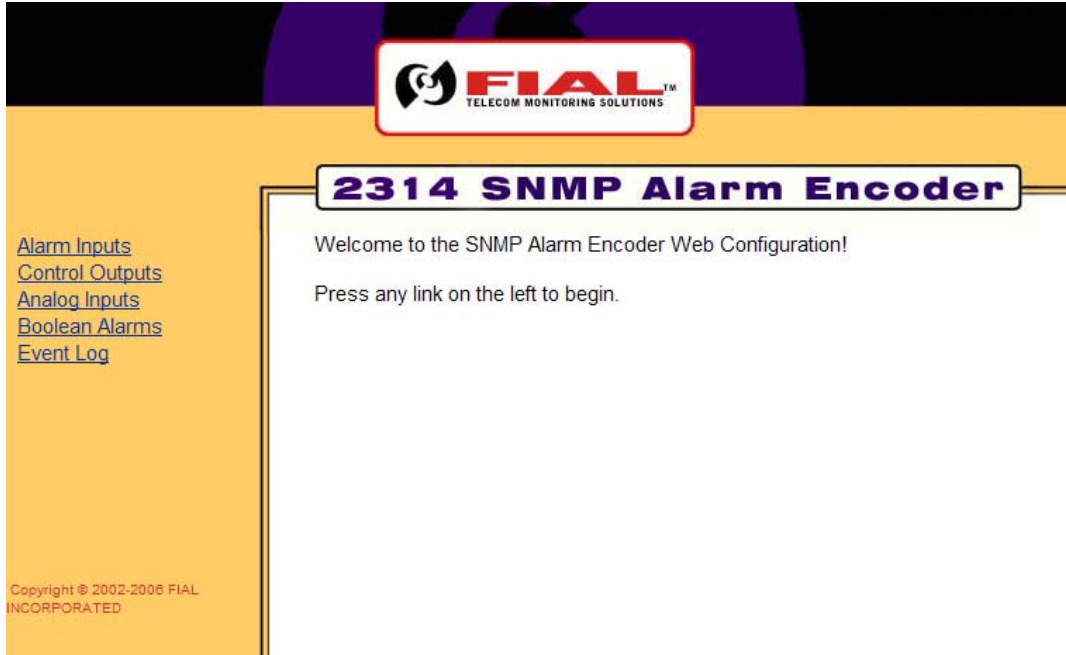 FIAL™
TELECOM MONITORING SOLUTIONS
2314 SNMP Alarm Encoder
Alarm Inputs
Control Outputs
Analog Inputs
Boolean Alarms
Event Log
Welcome to the SNMP Alarm Encoder Web Configuration!
Press any link on the left to begin.
Copyright © 2002-2006 FIAL
INCORPORATED